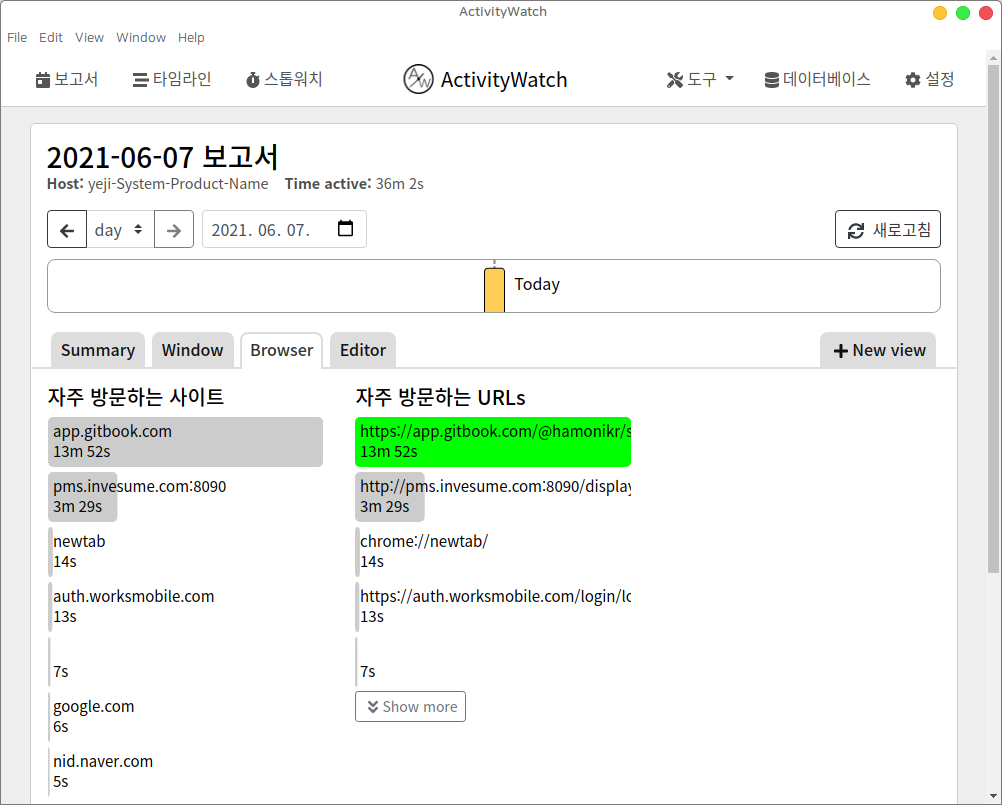 ActivityWatch
File Edit View Window Help
보고서 타임라인 스톱워치 ActivityWatch 도구 데이터베이스 설정
2021-06-07 보고서
Host: yeji-System-Product-Name Time active: 36m 2s
day 2021. 06. 07. 새로고침
Today
Summary Window Browser Editor New view
자주 방문하는 사이트
app.gitbook.com
13m 52s
pms.invesume.com:8090
3m 29s
newtab
14s
auth.worksmobile.com
13s
7s
google.com
6s
nid.naver.com
5s
자주 방문하는 URLs
https://app.gitbook.com/@hamonikr/s
13m 52s
http://pms.invesume.com:8090/display
3m 29s
chrome://newtab/
14s
https://auth.worksmobile.com/login/lo
13s
7s
Show more